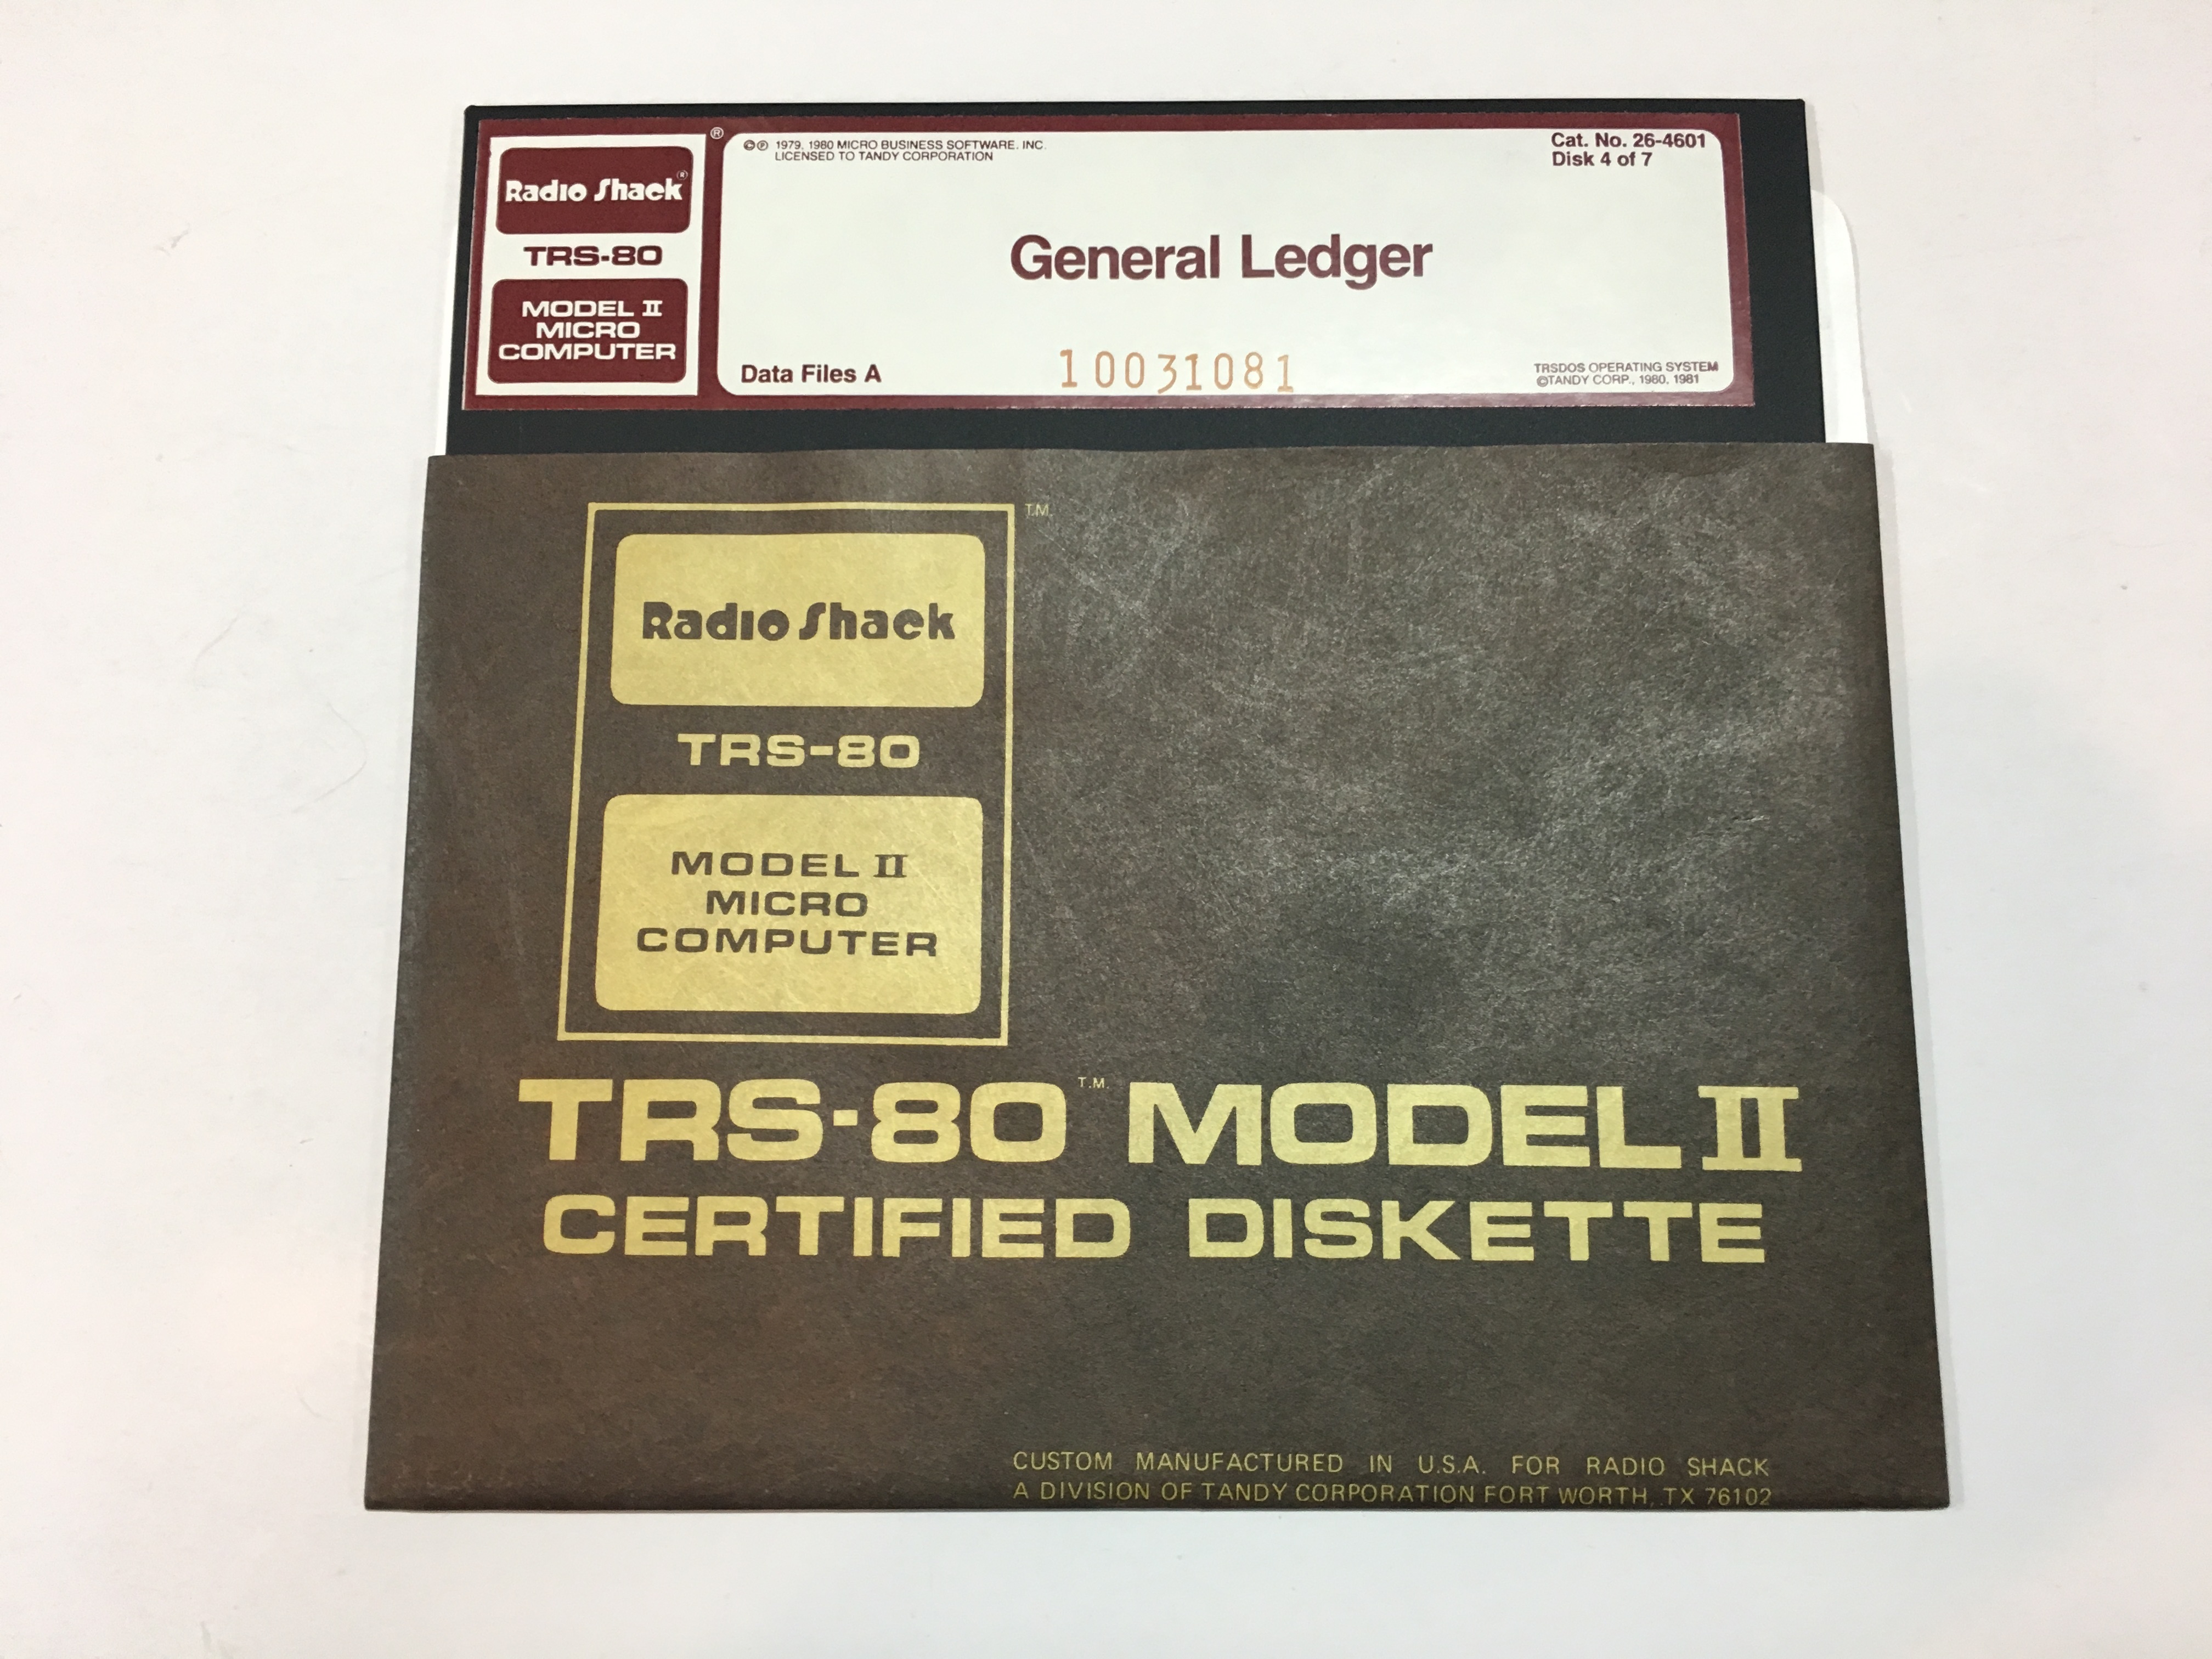 Radio Shack®
TRS-80
MODEL II
MICRO
COMPUTER
®
©℗ 1979, 1980 MICRO BUSINESS SOFTWARE, INC.
LICENSED TO TANDY CORPORATION
Cat. No. 26-4601
Disk 4 of 7
General Ledger
Data Files A
10031081
TRSDOS OPERATING SYSTEM
©TANDY CORP., 1980, 1981
T.M.
Radio Shack
TRS-80
MODEL II
MICRO
COMPUTER
TRS-80 T.M. MODEL II
CERTIFIED DISKETTE
CUSTOM MANUFACTURED IN U.S.A. FOR RADIO SHACK
A DIVISION OF TANDY CORPORATION FORT WORTH, TX 76102